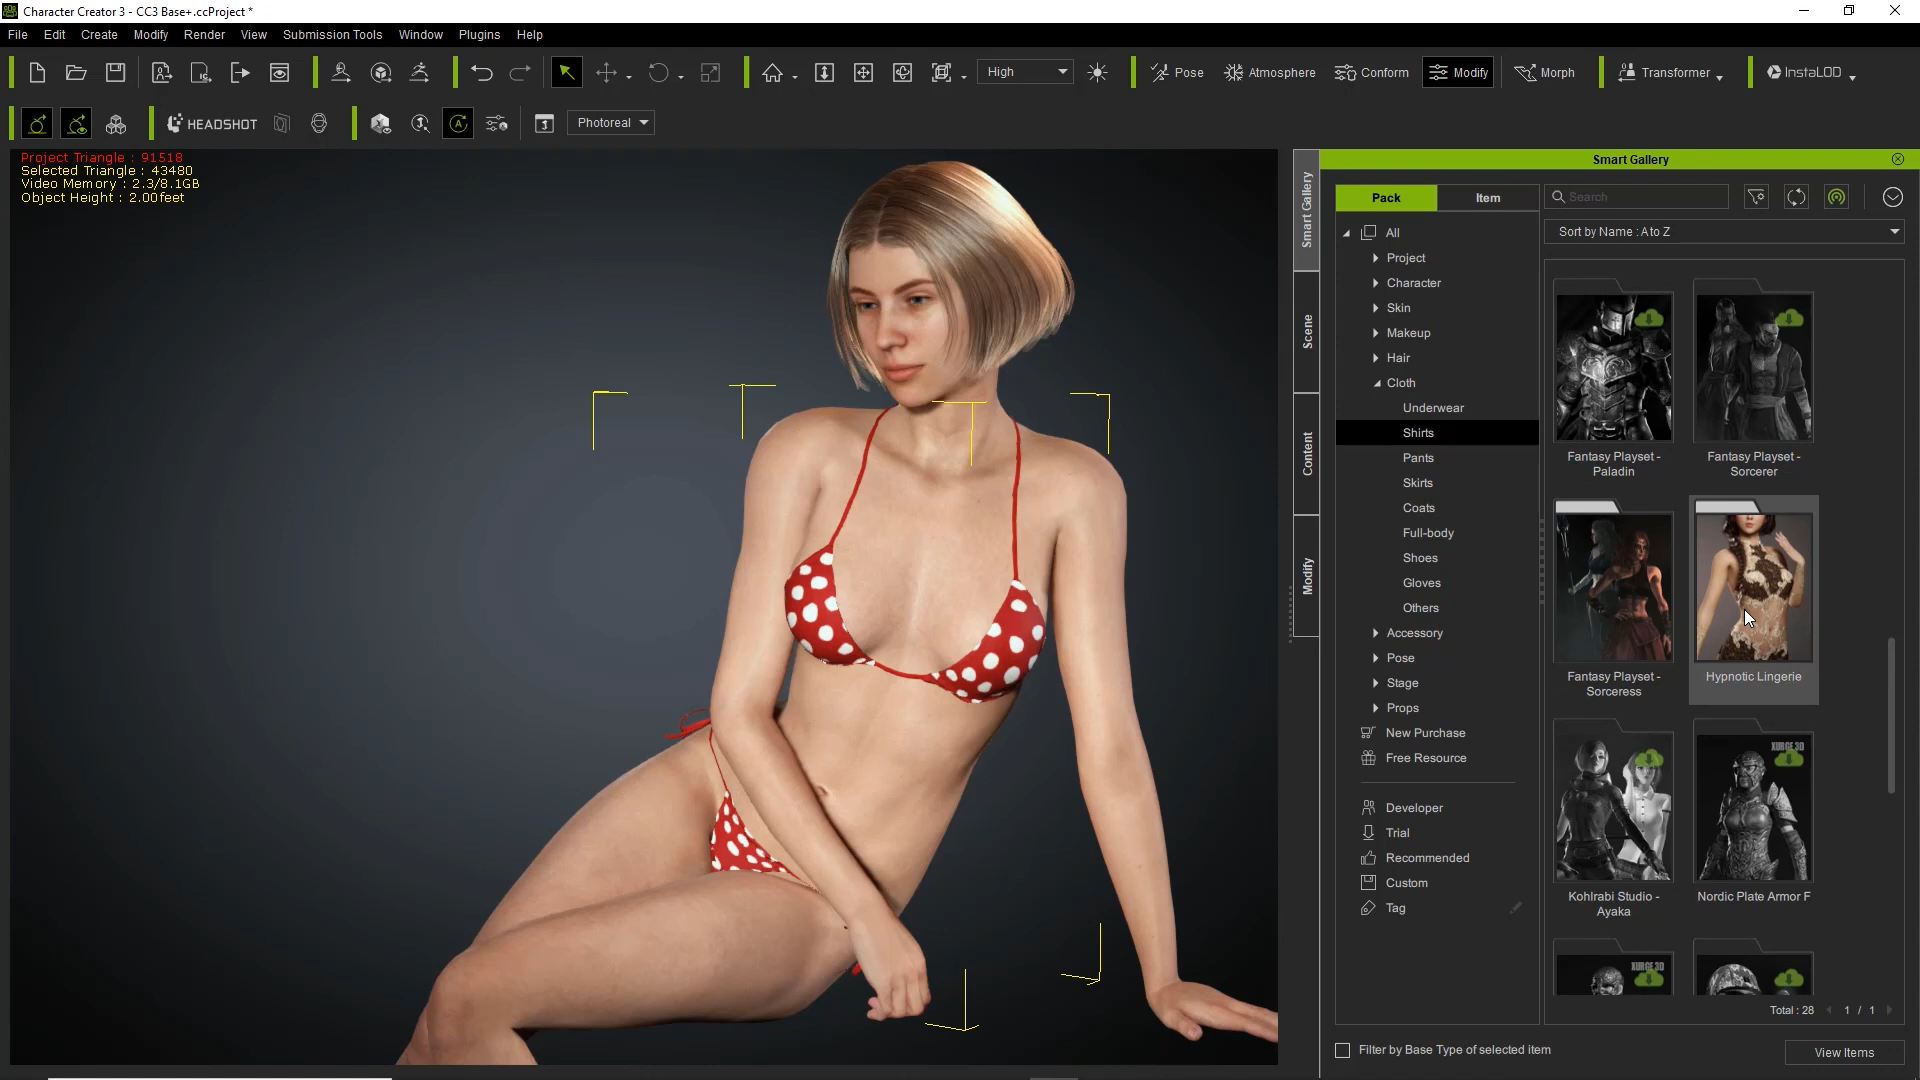 Character Creator 3 - CC3 Base+.ccProject *
File Edit Create Modify Render View Submission Tools Window Plugins Help
High Pose Atmosphere Conform Modify Morph Transformer InstaLOD
HEADSHOT Photoreal
Project Triangle : 91518
Selected Triangle : 43480
Video Memory : 2.3/8.1GB
Object Height : 2.00feet
Smart Gallery
Scene
Content
Modify
Smart Gallery
Pack Item
All
Project
Character
Skin
Makeup
Hair
Cloth
Underwear
Shirts
Pants
Skirts
Coats
Full-body
Shoes
Gloves
Others
Accessory
Pose
Stage
Props
New Purchase
Free Resource
Developer
Trial
Recommended
Custom
Tag
Search
Sort by Name : A to Z
Fantasy Playset -
Paladin
Fantasy Playset -
Sorcerer
Fantasy Playset -
Sorceress
Hypnotic Lingerie
Kohlrabi Studio -
Ayaka
XURGE 3D
Nordic Plate Armor F
XURGE 3D
Total : 28 1 / 1
Filter by Base Type of selected item
View Items